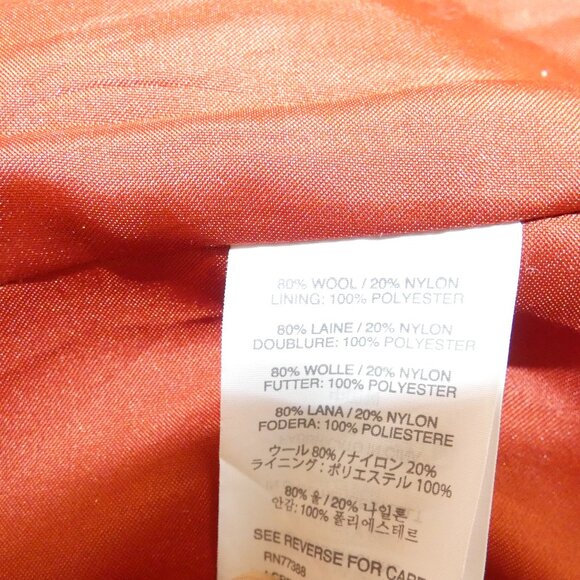 80% WOOL / 20% NYLON
LINING: 100% POLYESTER
80% LAINE / 20% NYLON
DOUBLURE: 100% POLYESTER
80% WOLLE / 20% NYLON
FUTTER: 100% POLYESTER
80% LANA / 20% NYLON
FODERA: 100% POLIESTERE
ウール 80% / ナイロン 20%
ライニング: ポリエステル 100%
80% 울 / 20% 나일론
안감: 100% 폴리에스테르
SEE REVERSE FOR CARE
RN77388